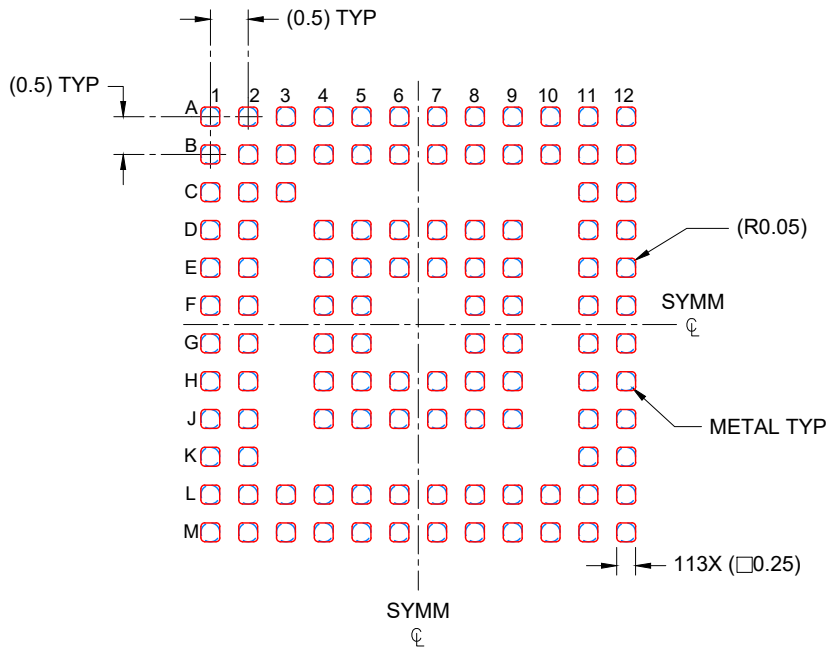 (0.5) TYP
(0.5) TYP
1 2 3 4 5 6 7 8 9 10 11 12
A
B
C
D
(R0.05)
E
F
SYMM
℄
G
H
J
METAL TYP
K
L
M
113X (□0.25)
SYMM
℄